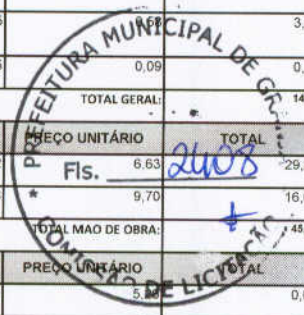 3,
0,09 0,
TOTAL GERAL: 14
PREÇO UNITÁRIO TOTAL
6,63 29,
9,70 16,
TOTAL MAO DE OBRA: 45
PREÇO UNITÁRIO TOTAL
0,
PREFEITURA MUNICIPAL DE
Fls. 2408
COMISSÃO DE LICITAÇÃO